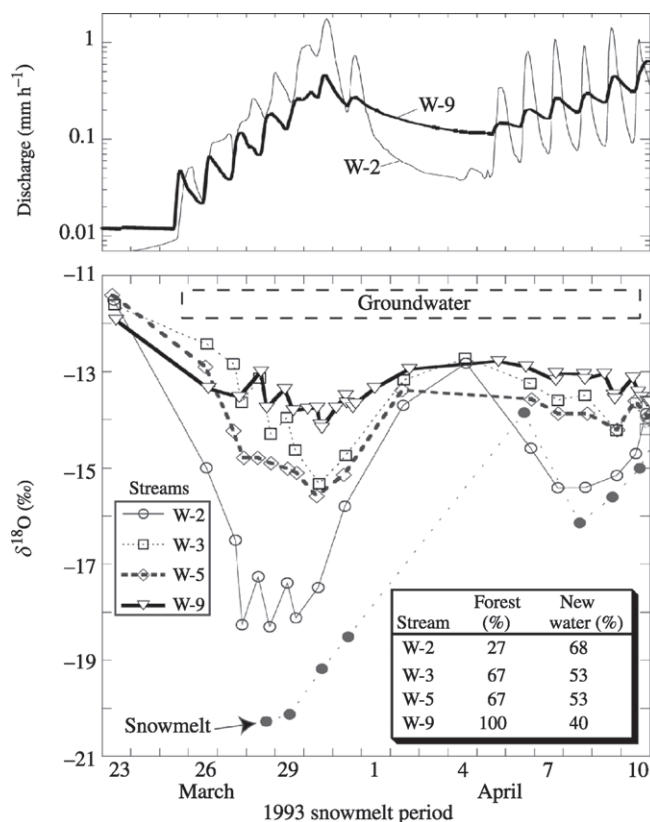 1
W-9
0.1
W-2
0.01
Discharge (mm h⁻¹)
−11
Groundwater
−13
−15
Streams
W-2
W-3
W-5
W-9
−17
−19
Snowmelt
−21
δ¹⁸O (‰)
Forest New
Stream (%) water (%)
W-2 27 68
W-3 67 53
W-5 67 53
W-9 100 40
23 26 29 1 4 7 10
March April
1993 snowmelt period